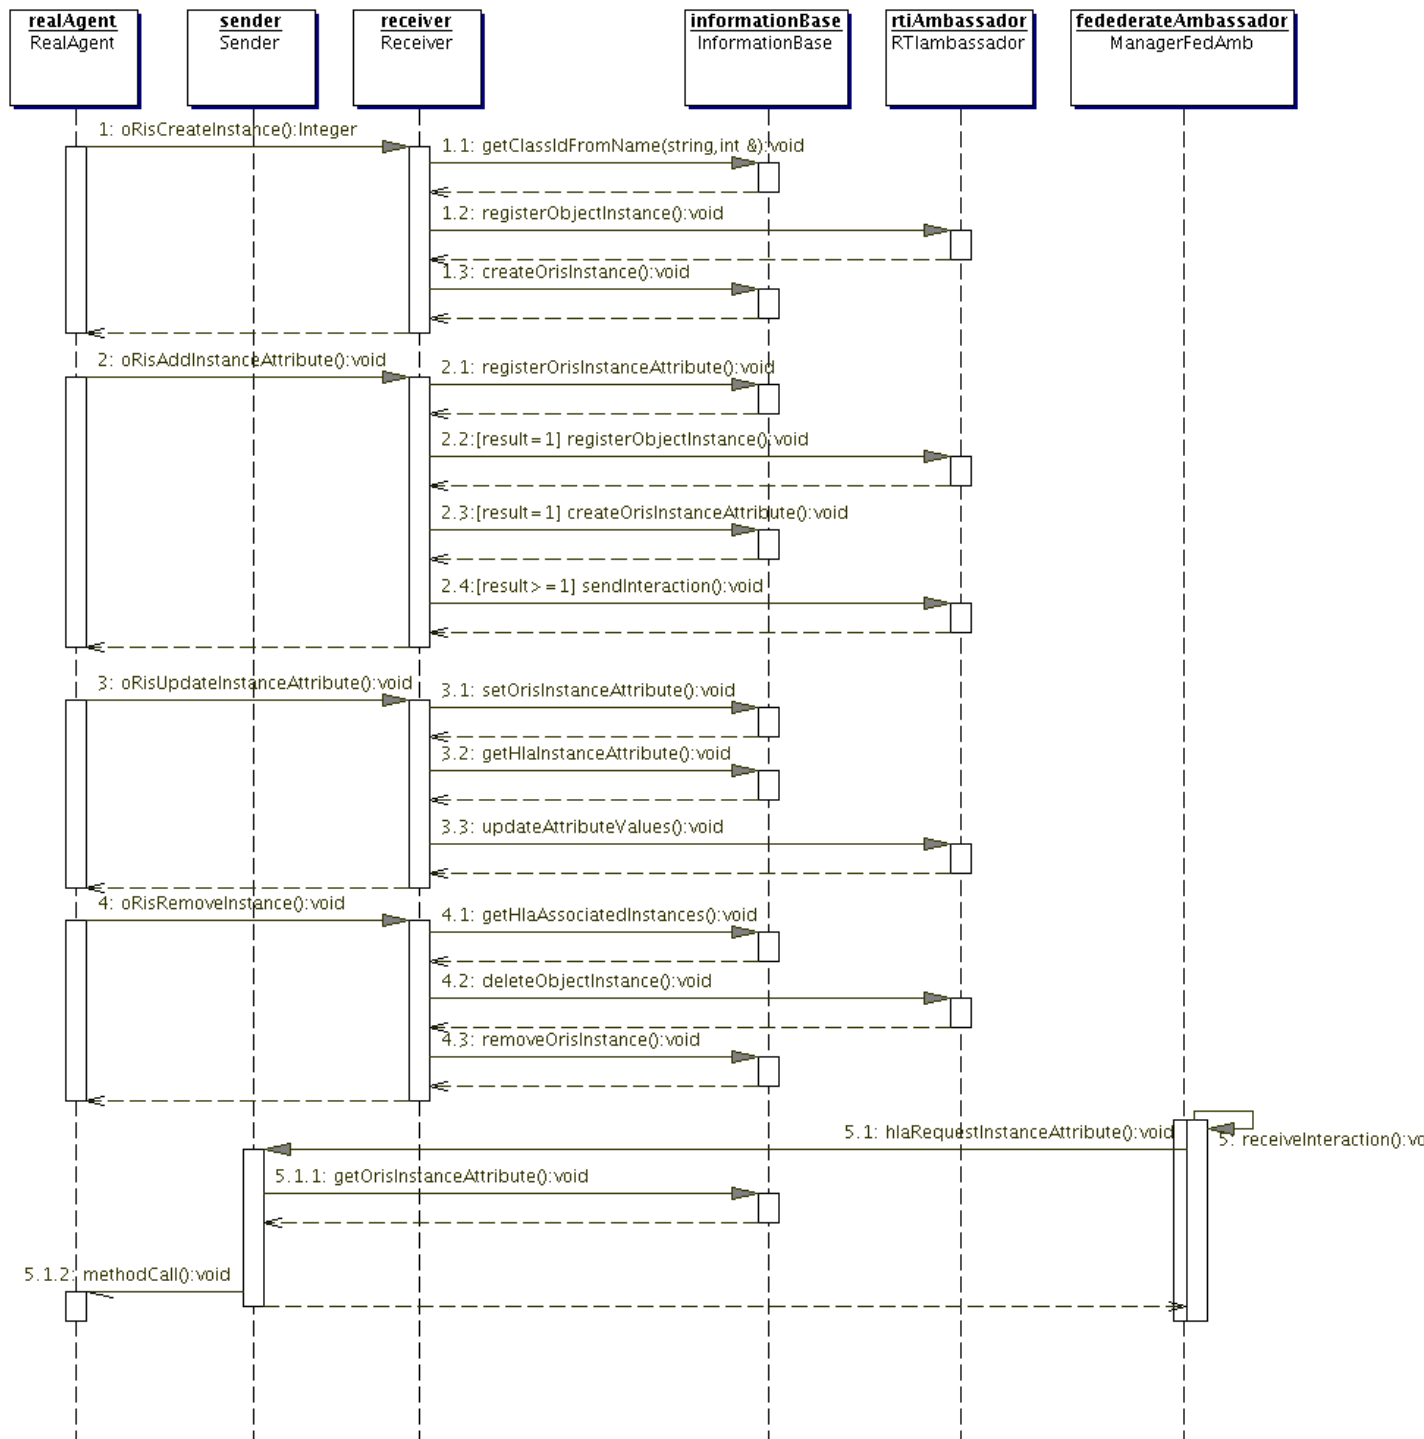 realAgent
RealAgent
sender
Sender
receiver
Receiver
informationBase
InformationBase
rtiAmbassador
RTIambassador
fedederateAmbassador
ManagerFedAmb
1: oRisCreateInstance():Integer
1.1: getClassIdFromName(string,int &):void
1.2: registerObjectInstance():void
1.3: createOrisInstance():void
2: oRisAddInstanceAttribute():void
2.1: registerOrisInstanceAttribute():void
2.2:[result=1] registerObjectInstance():void
2.3:[result=1] createOrisInstanceAttribute():void
2.4:[result>=1] sendInteraction():void
3: oRisUpdateInstanceAttribute():void
3.1: setOrisInstanceAttribute():void
3.2: getHlaInstanceAttribute():void
3.3: updateAttributeValues():void
4: oRisRemoveInstance():void
4.1: getHlaAssociatedInstances():void
4.2: deleteObjectInstance():void
4.3: removeOrisInstance():void
5.1: hlaRequestInstanceAttribute():void
5: receiveInteraction():vo
5.1.1: getOrisInstanceAttribute():void
5.1.2: methodCall():void